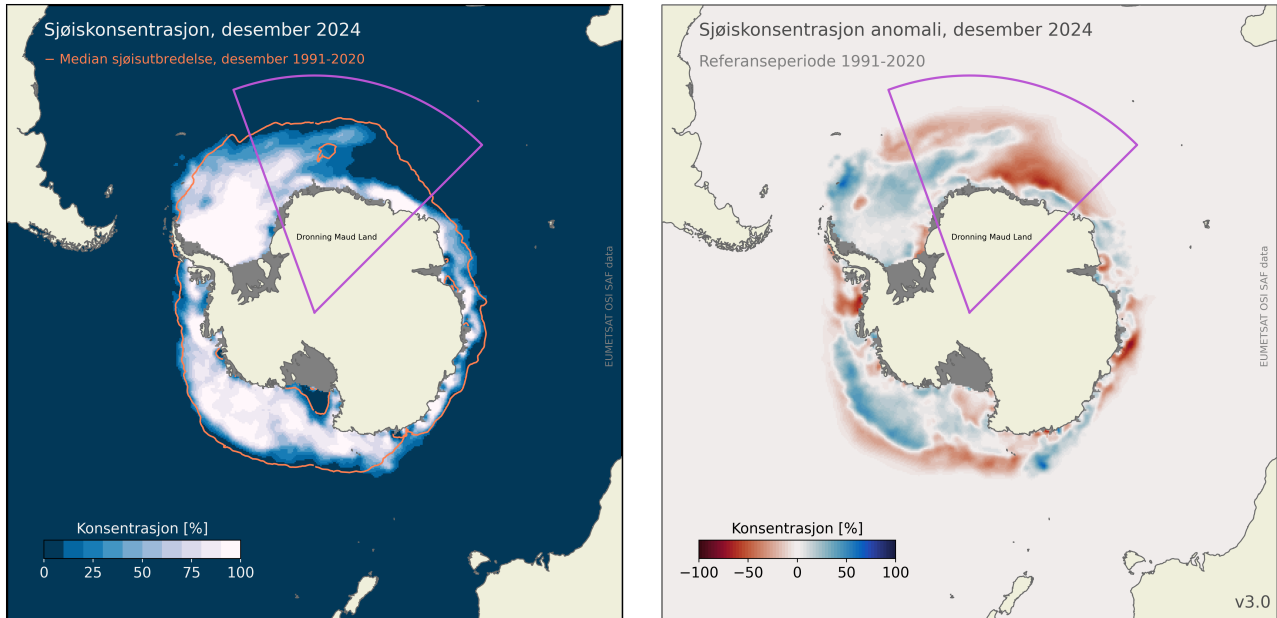 Sjøiskonsentrasjon, desember 2024
− Median sjøisutbredelse, desember 1991-2020
Dronning Maud Land
EUMETSAT OSI SAF data
Konsentrasjon [%]
0 25 50 75 100
Sjøiskonsentrasjon anomali, desember 2024
Referanseperiode 1991-2020
Dronning Maud Land
EUMETSAT OSI SAF data
Konsentrasjon [%]
−100 −50 0 50 100
v3.0